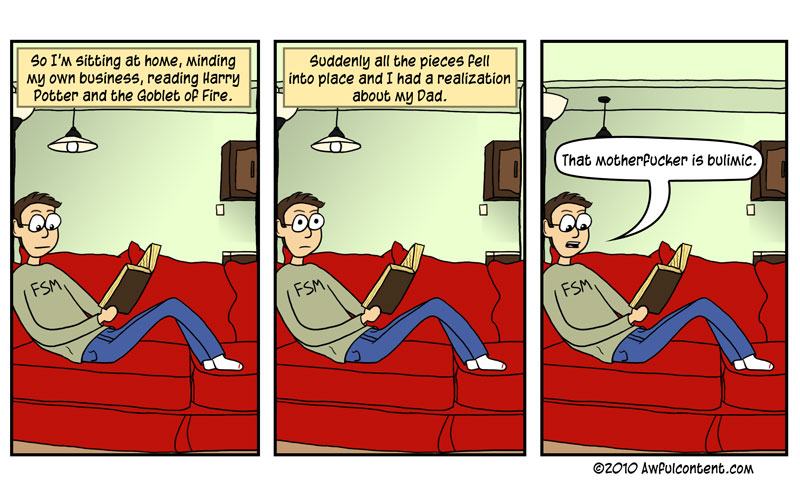 So I'm sitting at home, minding
my own business, reading Harry
Potter and the Goblet of Fire.
FSM
Suddenly all the pieces fell
into place and I had a realization
about my Dad.
FSM
That motherfucker is bulimic.
FSM
©2010 Awfulcontent.com